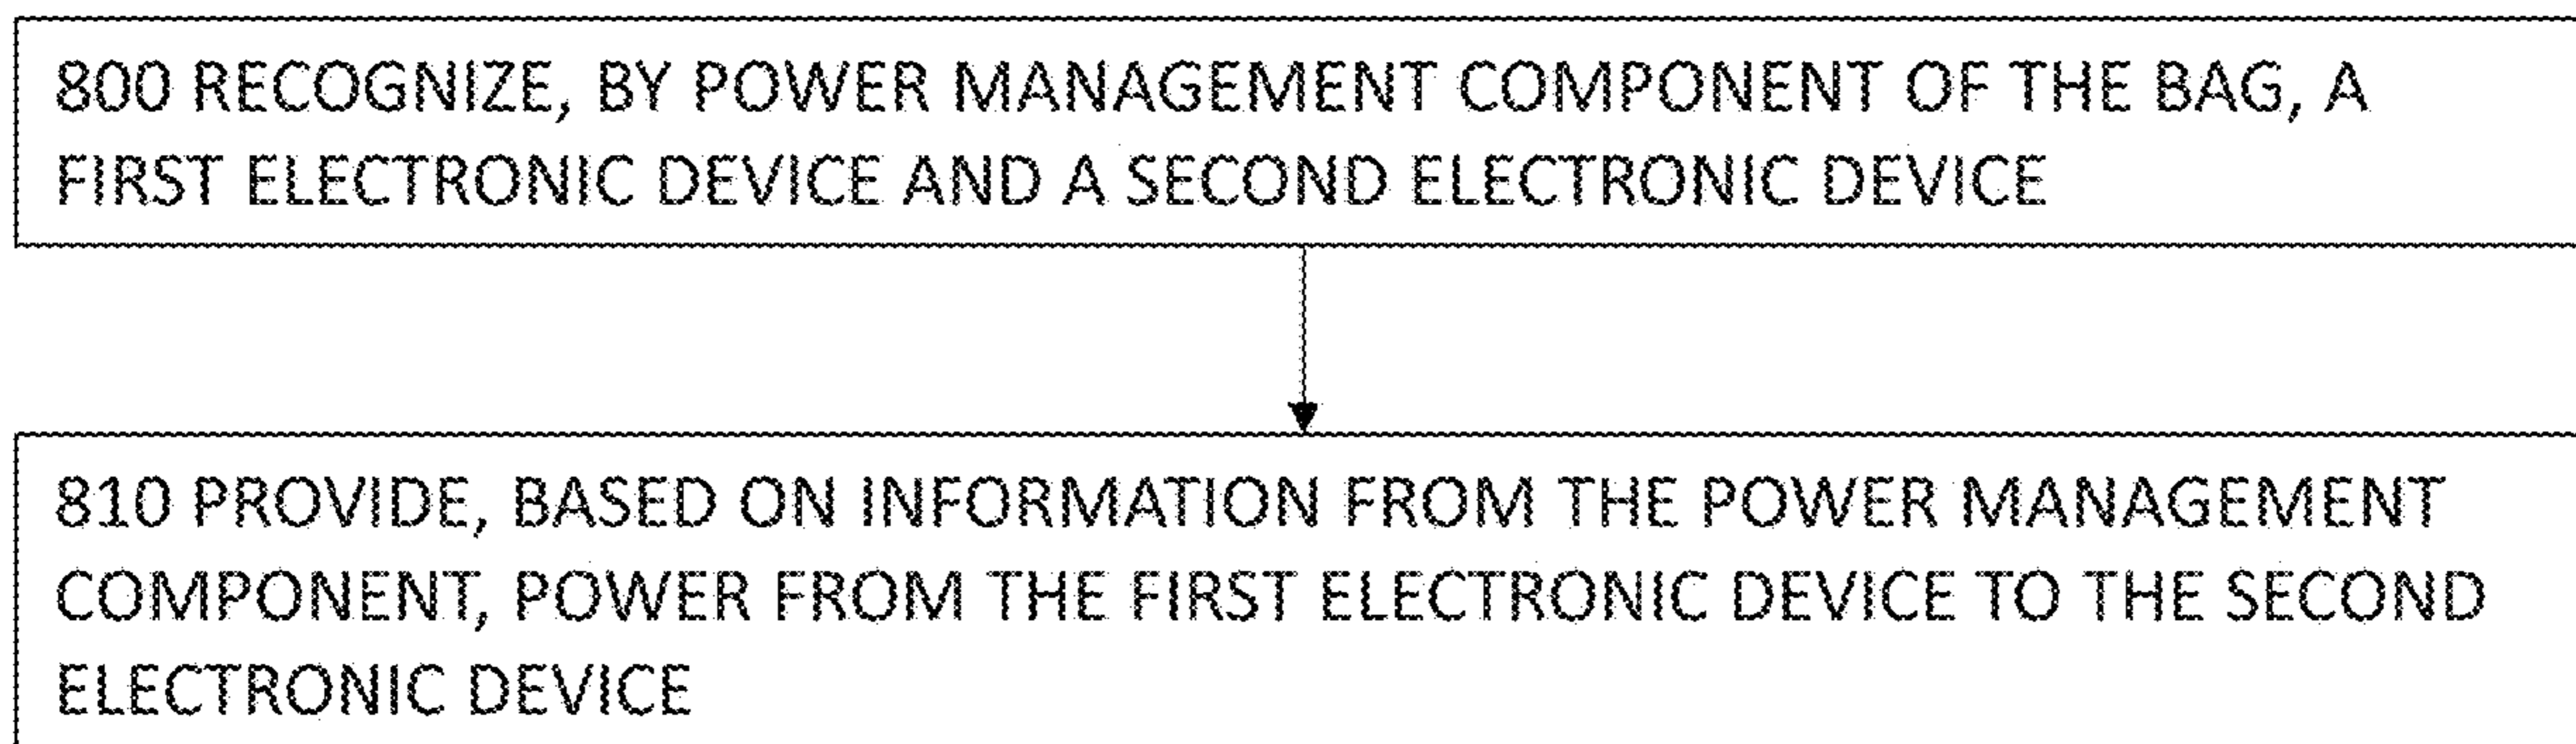 800 RECOGNIZE, BY POWER MANAGEMENT COMPONENT OF THE BAG, A
FIRST ELECTRONIC DEVICE AND A SECOND ELECTRONIC DEVICE
810 PROVIDE, BASED ON INFORMATION FROM THE POWER MANAGEMENT
COMPONENT, POWER FROM THE FIRST ELECTRONIC DEVICE TO THE SECOND
ELECTRONIC DEVICE